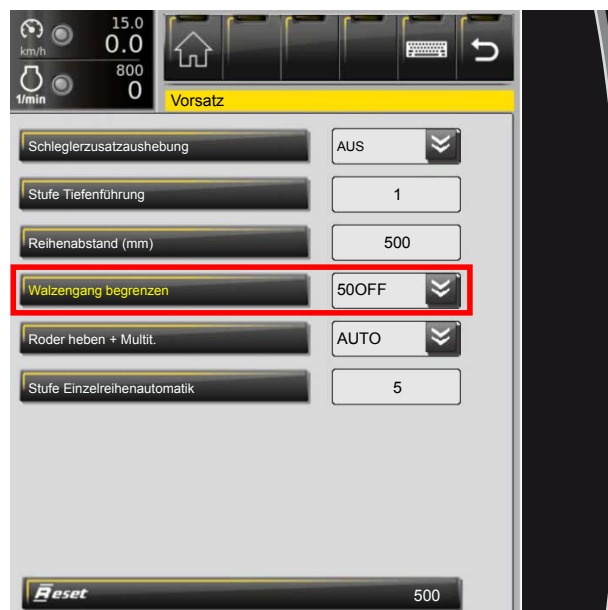 15.0
km/h 0.0
800
1/min 0
Vorsatz
Schleglerzusatzaushebung AUS
Stufe Tiefenführung 1
Reihenabstand (mm) 500
Walzengang begrenzen 50OFF
Roder heben + Multit. AUTO
Stufe Einzelreihenautomatik 5
Reset 500